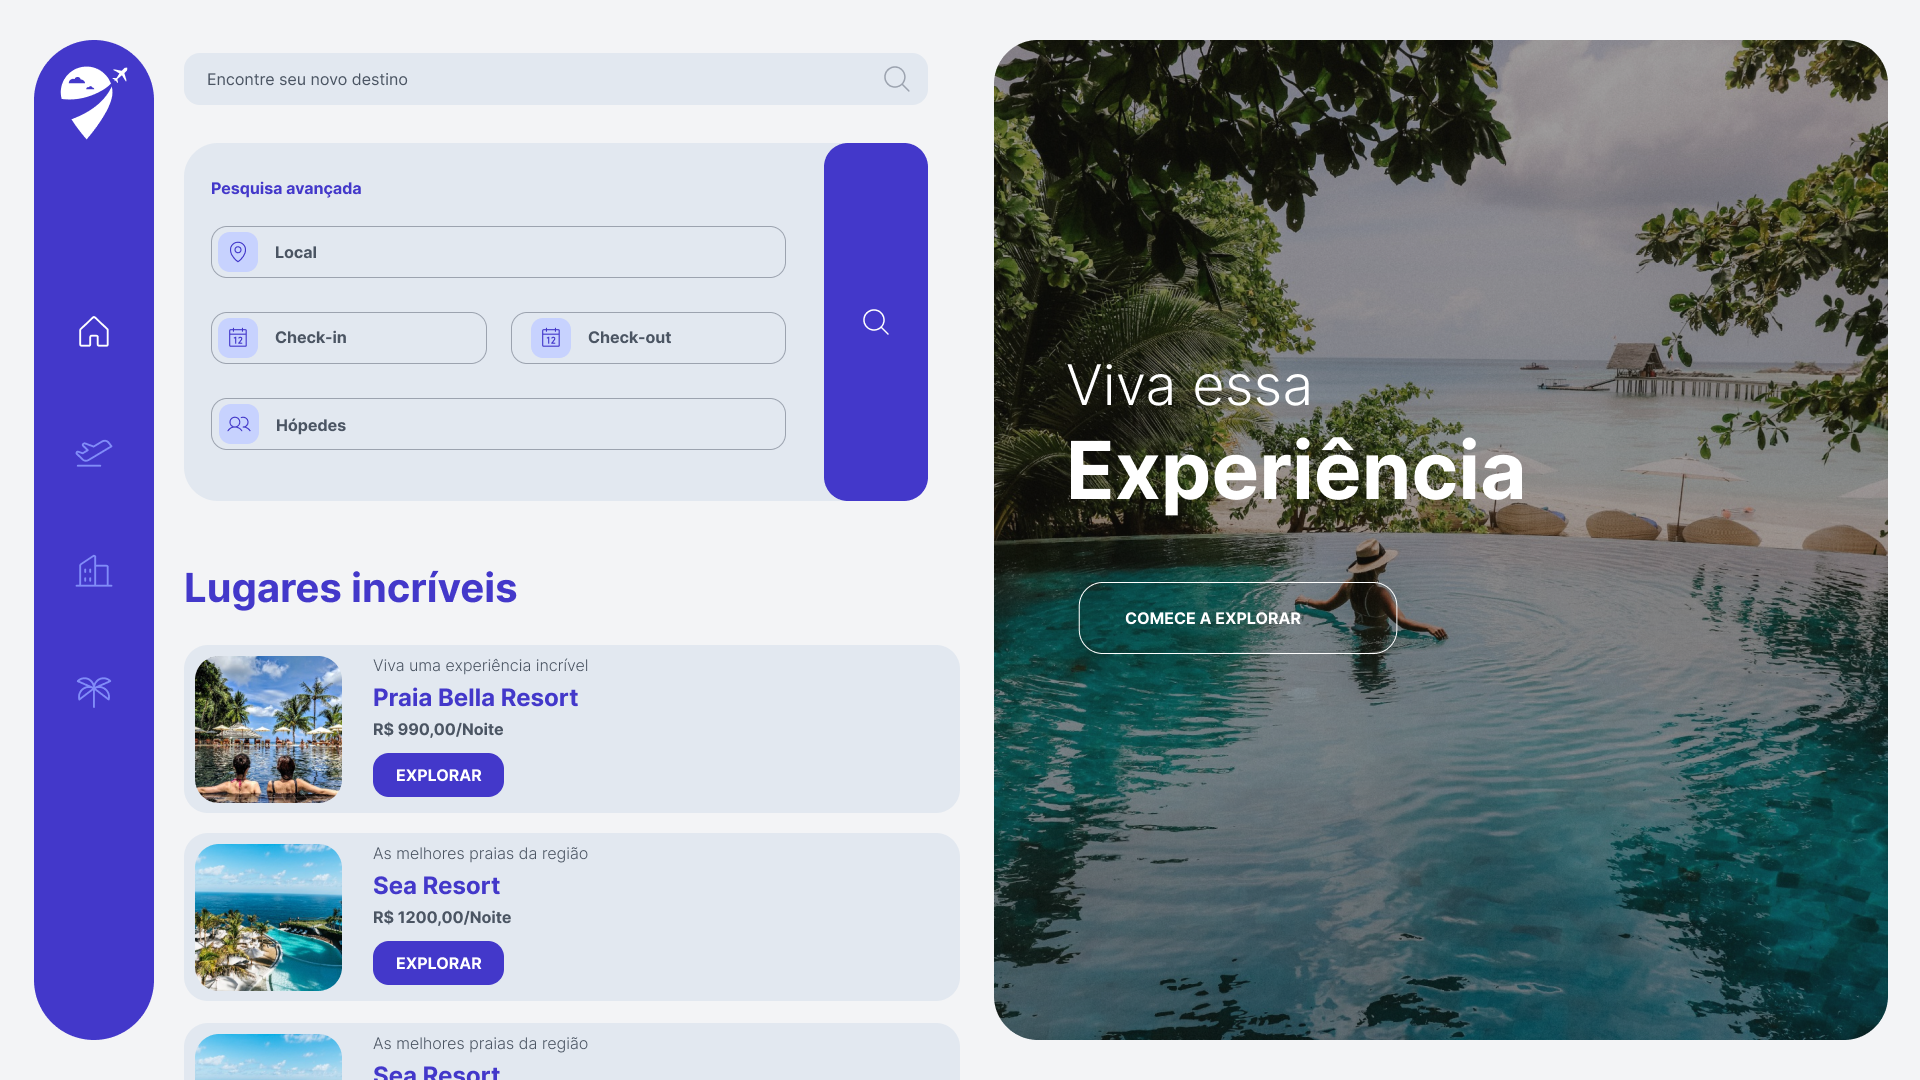 Encontre seu novo destino
Pesquisa avançada
Local
12
Check-in
12
Check-out
Hópedes
Lugares incríveis
Viva uma experiência incrível
Praia Bella Resort
R$ 990,00/Noite
EXPLORAR
As melhores praias da região
Sea Resort
R$ 1200,00/Noite
EXPLORAR
As melhores praias da região
Sea Resort
Viva essa
Experiência
COMECE A EXPLORAR